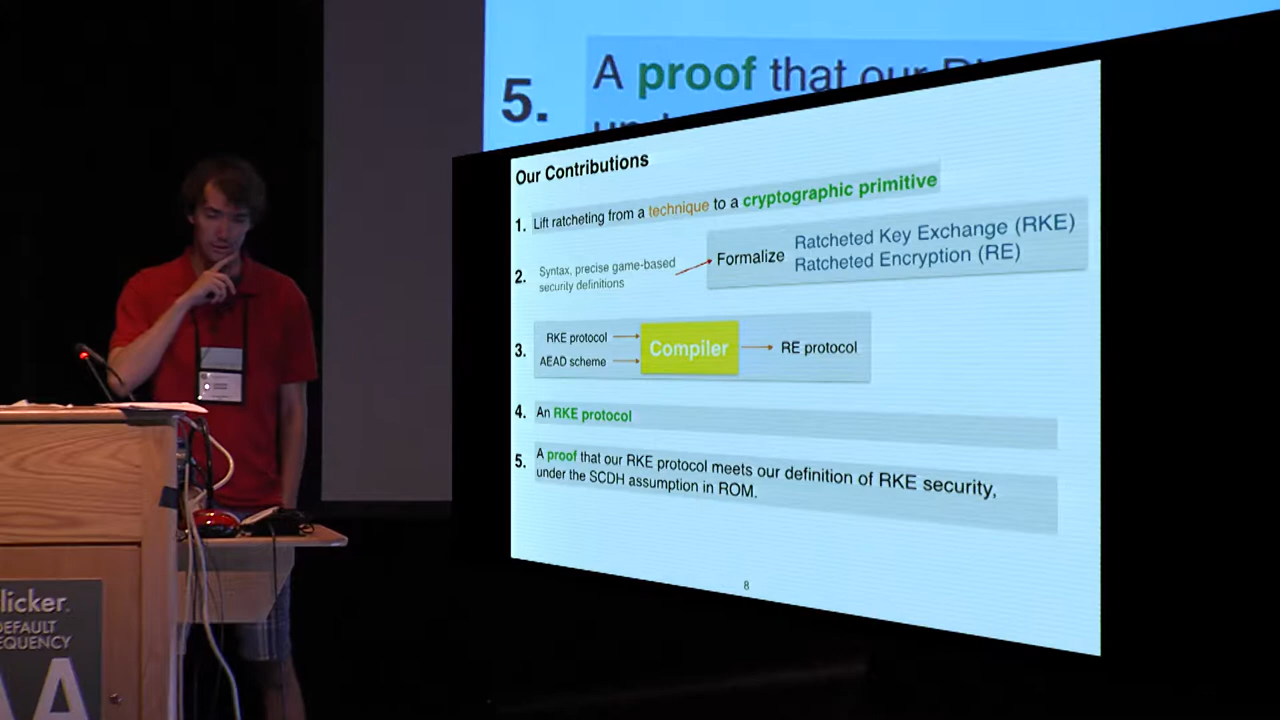 5. A proof that our
Our Contributions
1. Lift ratcheting from a technique to a cryptographic primitive
2. Syntax, precise game-based
security definitions
Formalize
Ratcheted Key Exchange (RKE)
Ratcheted Encryption (RE)
3. RKE protocol
AEAD scheme
Compiler
RE protocol
4. An RKE protocol
5. A proof that our RKE protocol meets our definition of RKE security,
under the SCDH assumption in ROM.
8
licker
EFAULT
EQUENCY
AA